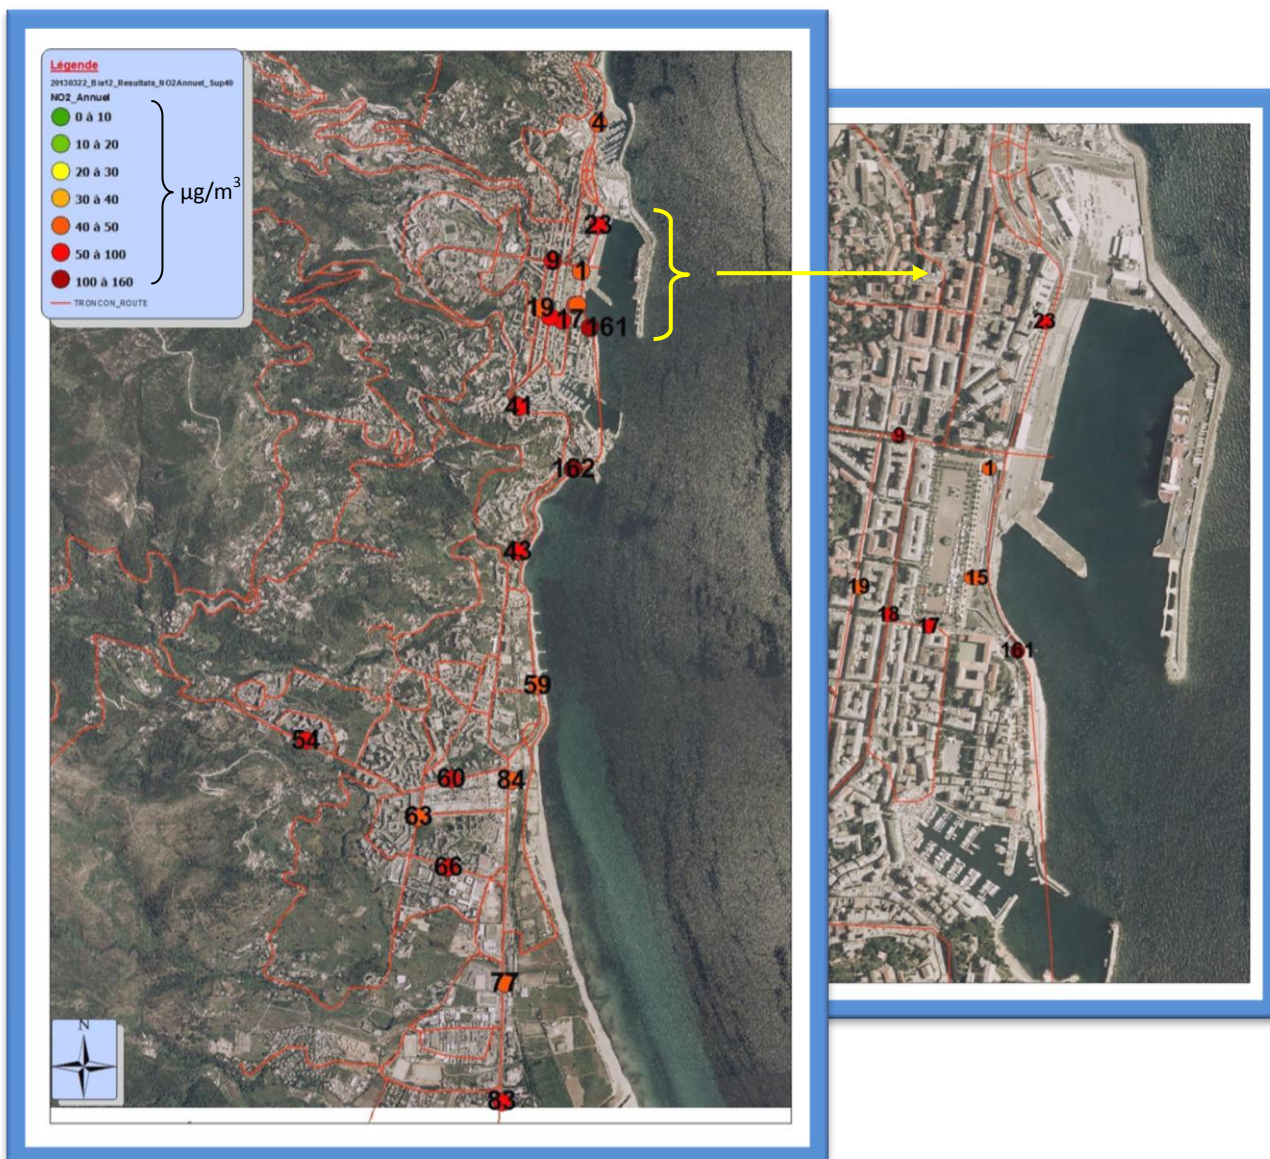 Légende
20130322_Bia12_Resultats_NO2Annuel_Sup40
NO2_Annuel
0 à 10
10 à 20
20 à 30
30 à 40
40 à 50
50 à 100
100 à 160
TRONCON_ROUTE
µg/m³
4
23
9
1
19
17
161
41
162
43
59
54
60
84
63
66
77
83
N
23
9
1
15
19
18
17
161